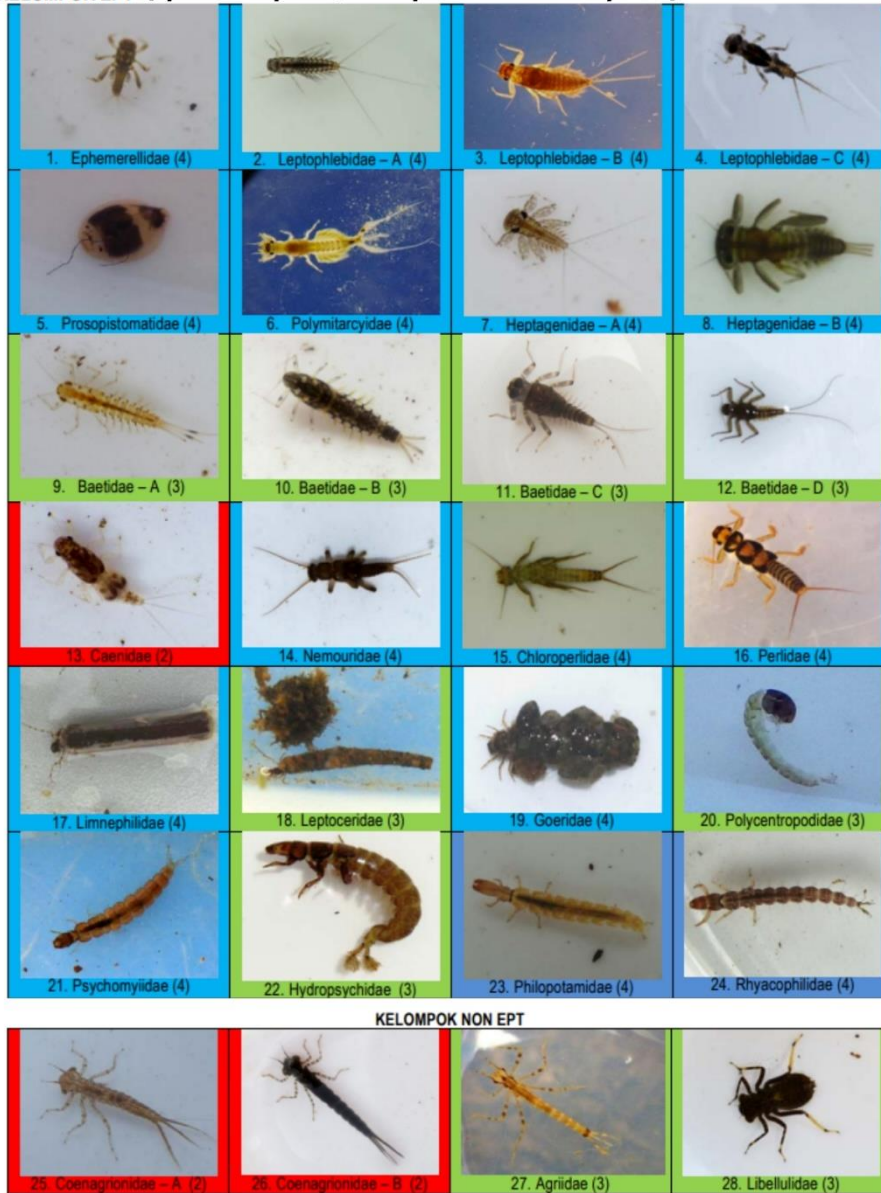 1. Ephemerellidae (4)
2. Leptophlebidae – A (4)
3. Leptophlebidae – B (4)
4. Leptophlebidae – C (4)
5. Prosopistomatidae (4)
6. Polymitarcyidae (4)
7. Heptagenidae – A (4)
8. Heptagenidae – B (4)
9. Baetidae – A (3)
10. Baetidae – B (3)
11. Baetidae – C (3)
12. Baetidae – D (3)
13. Caenidae (2)
14. Nemouridae (4)
15. Chloroperlidae (4)
16. Perlidae (4)
17. Limnephilidae (4)
18. Leptoceridae (3)
19. Goeridae (4)
20. Polycentropodidae (3)
21. Psychomyiidae (4)
22. Hydropsychidae (3)
23. Philopotamidae (4)
24. Rhyacophilidae (4)
KELOMPOK NON EPT
25. Coenagrionidae – A (2)
26. Coenagrionidae – B (2)
27. Agriidae (3)
28. Libellulidae (3)